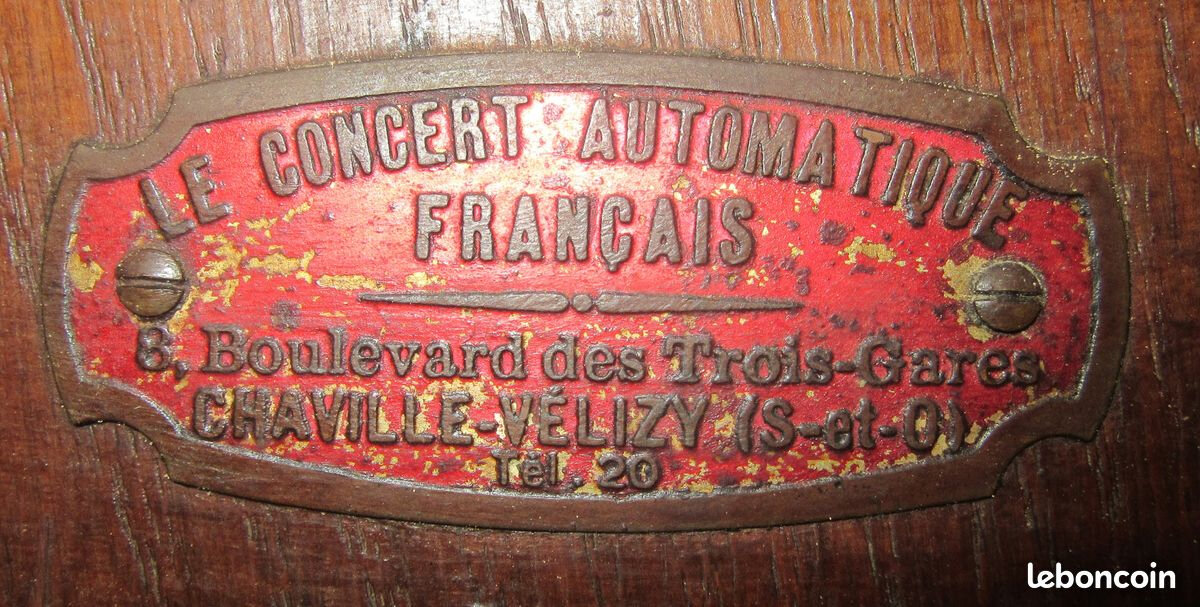 LE CONCERT AUTOMATIQUE
FRANÇAIS
8, Boulevard des Trois-Gares
CHAVILLE-VÉLIZY (S-et-O)
Tél. 20
leboncoin